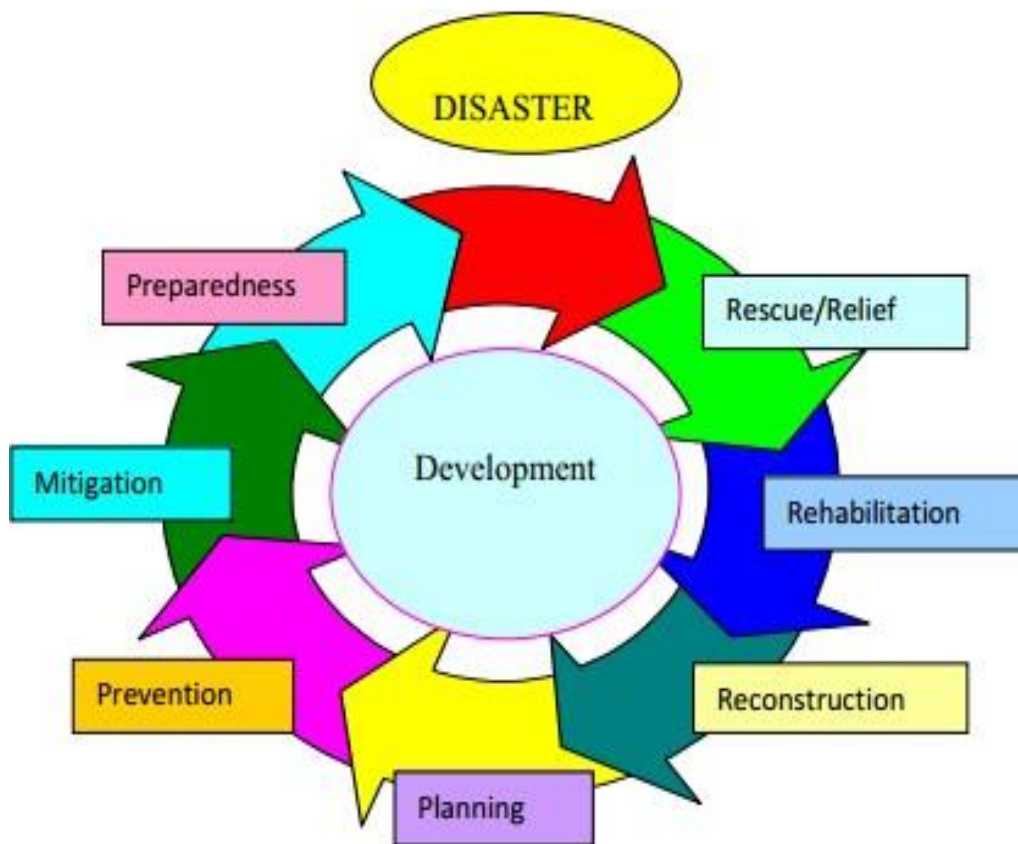 DISASTER
Preparedness
Rescue/Relief
Development
Mitigation
Rehabilitation
Prevention
Reconstruction
Planning